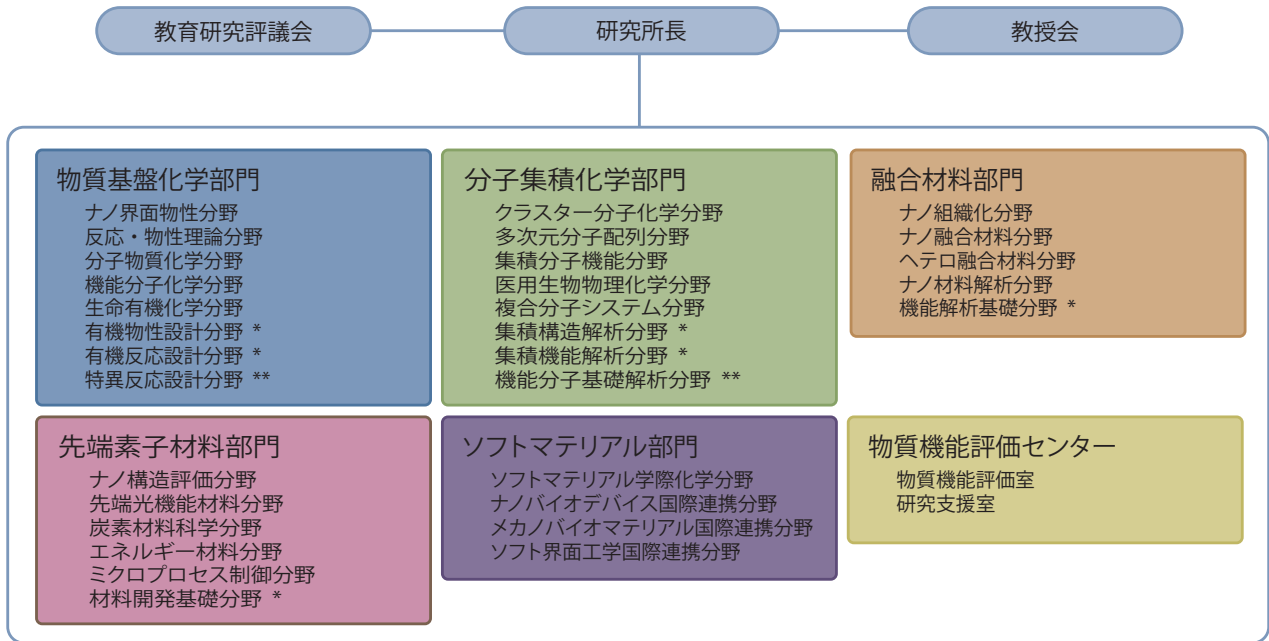 教育研究評議会
研究所長
教授会
物質基盤化学部門
ナノ界面物性分野
反応・物性理論分野
分子物質化学分野
機能分子化学分野
生命有機化学分野
有機物性設計分野 *
有機反応設計分野 *
特異反応設計分野 **
分子集積化学部門
クラスター分子化学分野
多次元分子配列分野
集積分子機能分野
医用生物物理化学分野
複合分子システム分野
集積構造解析分野 *
集積機能解析分野 *
機能分子基礎解析分野 **
融合材料部門
ナノ組織化分野
ナノ融合材料分野
ヘテロ融合材料分野
ナノ材料解析分野
機能解析基礎分野 *
先端素子材料部門
ナノ構造評価分野
先端光機能材料分野
炭素材料科学分野
エネルギー材料分野
ミクロプロセス制御分野
材料開発基礎分野 *
ソフトマテリアル部門
ソフトマテリアル学際化学分野
ナノバイオデバイス国際連携分野
メカノバイオマテリアル国際連携分野
ソフト界面工学国際連携分野
物質機能評価センター
物質機能評価室
研究支援室